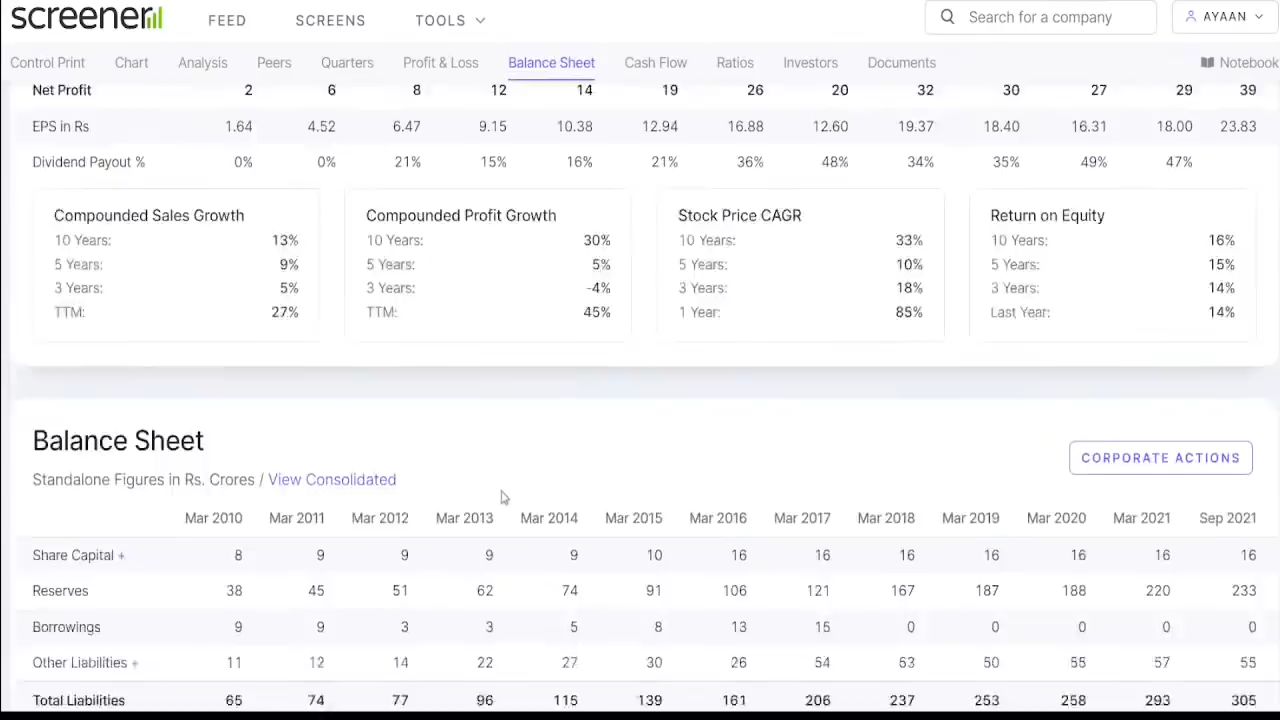 screener
FEED SCREENS TOOLS
Search for a company
AYAAN
Control Print Chart Analysis Peers Quarters Profit & Loss Balance Sheet Cash Flow Ratios Investors Documents Notebook
Net Profit 2 6 8 12 14 19 26 20 32 30 27 29 39
EPS in Rs 1.64 4.52 6.47 9.15 10.38 12.94 16.88 12.60 19.37 18.40 16.31 18.00 23.83
Dividend Payout % 0% 0% 21% 15% 16% 21% 36% 48% 34% 35% 49% 47%
Compounded Sales Growth
10 Years: 13%
5 Years: 9%
3 Years: 5%
TTM: 27%
Compounded Profit Growth
10 Years: 30%
5 Years: 5%
3 Years: -4%
TTM: 45%
Stock Price CAGR
10 Years: 33%
5 Years: 10%
3 Years: 18%
1 Year: 85%
Return on Equity
10 Years: 16%
5 Years: 15%
3 Years: 14%
Last Year: 14%
Balance Sheet
CORPORATE ACTIONS
Standalone Figures in Rs. Crores / View Consolidated
Mar 2010 Mar 2011 Mar 2012 Mar 2013 Mar 2014 Mar 2015 Mar 2016 Mar 2017 Mar 2018 Mar 2019 Mar 2020 Mar 2021 Sep 2021
Share Capital + 8 9 9 9 9 10 16 16 16 16 16 16 16
Reserves 38 45 51 62 74 91 106 121 167 187 188 220 233
Borrowings 9 9 3 3 5 8 13 15 0 0 0 0 0
Other Liabilities + 11 12 14 22 27 30 26 54 53 50 55 57 55
Total Liabilities 65 74 77 96 115 139 161 206 237 253 258 293 305